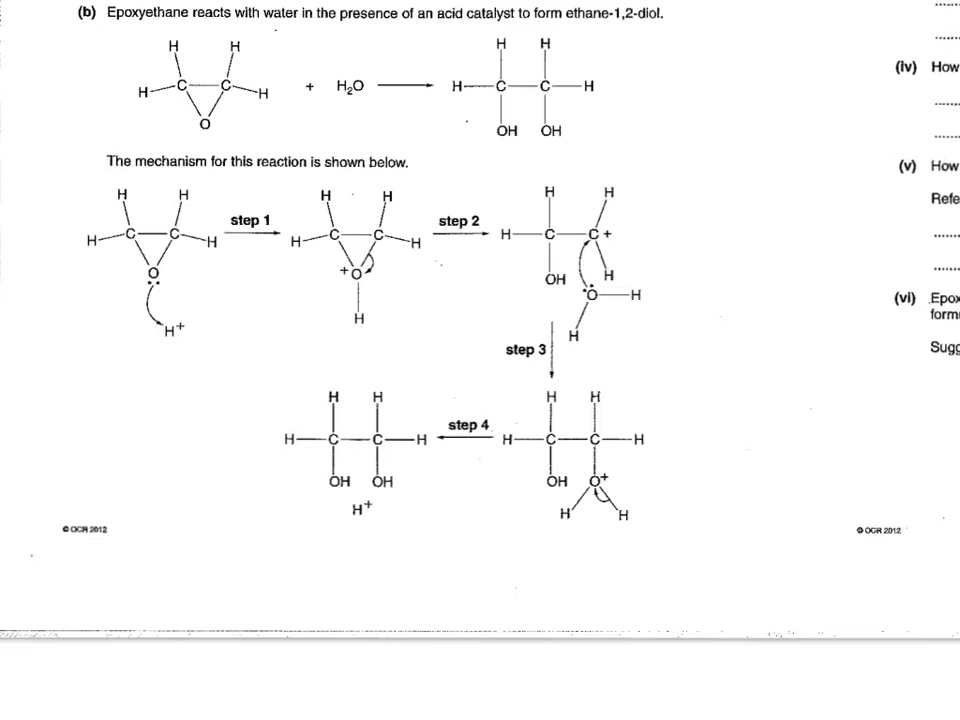 (b) Epoxyethane reacts with water in the presence of an acid catalyst to form ethane-1,2-diol.
H H
H C C H + H₂O H C C H
O
H H
OH OH
The mechanism for this reaction is shown below.
H H
H C C H
O
H+
step 1
H H
H C C H
+O
H
step 2
H H
H C C +
OH H
O H
H
step 3
H H
H C C H
OH O+
H H
step 4
H H
H C C H
OH OH
H+
© OCR 2012
(iv) How
(v) How
Refe
(vi) Epox
form
Sugg
© OCR 2012